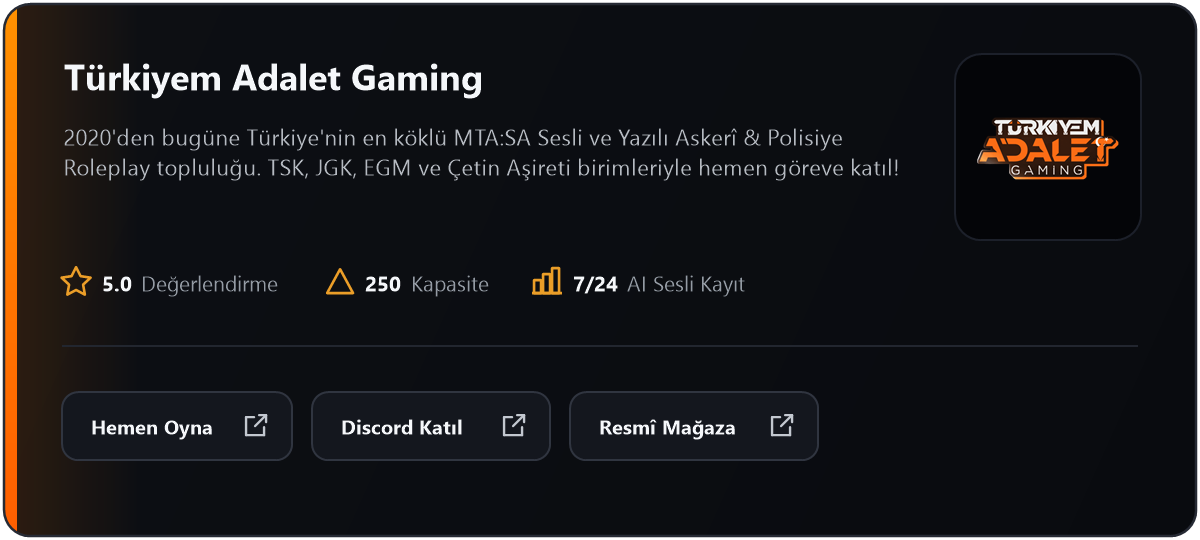 Türkiyem Adalet Gaming
2020'den bugüne Türkiye'nin en köklü MTA:SA Sesli ve Yazılı Askerî & Polisiye
Roleplay topluluğu. TSK, JGK, EGM ve Çetin Aşireti birimleriyle hemen göreve katıl!
TÜRKİYEM
ADALET
GAMING
5.0 Değerlendirme
250 Kapasite
7/24 AI Sesli Kayıt
Hemen Oyna
Discord Katıl
Resmî Mağaza